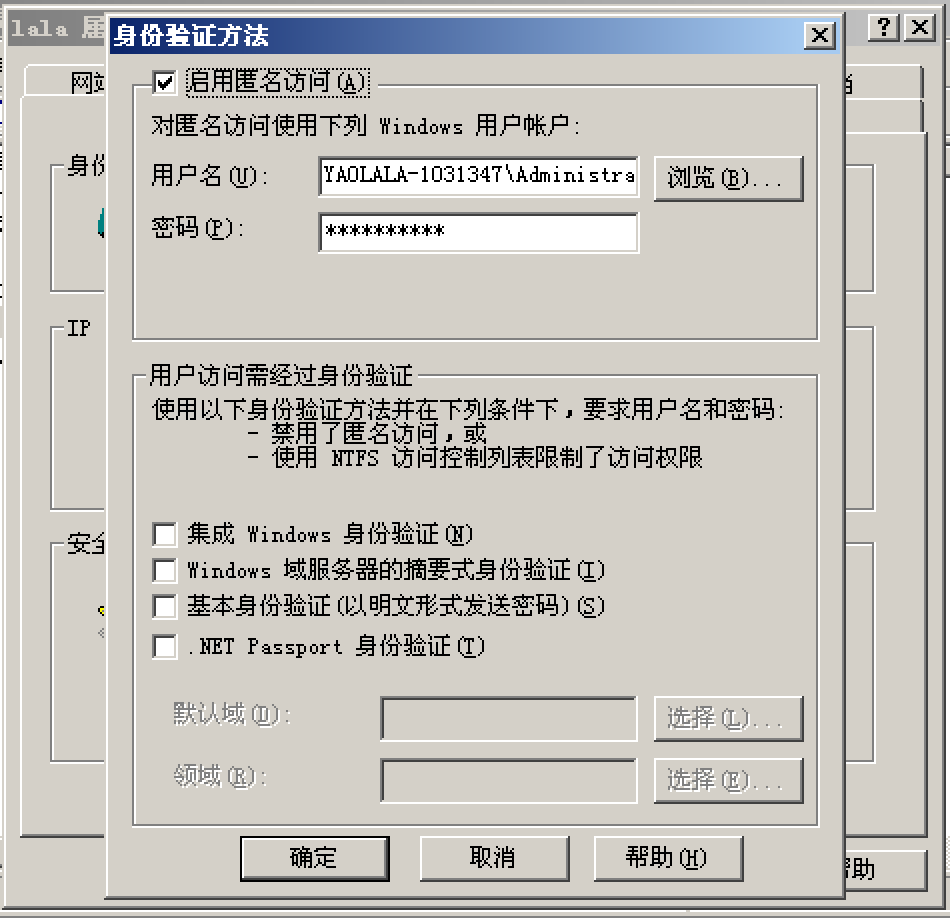 lala
身份验证方法
网
启用匿名访问(A)
对匿名访问使用下列 Windows 用户帐户:
用户名(U):
YAOLALA-1031347\Administra
浏览(B)...
密码(P):
**********
身份
IP
安全
用户访问需经过身份验证
使用以下身份验证方法并在下列条件下，要求用户名和密码:
- 禁用了匿名访问，或
- 使用 NTFS 访问控制列表限制了访问权限
集成 Windows 身份验证(N)
Windows 域服务器的摘要式身份验证(I)
基本身份验证(以明文形式发送密码)(S)
.NET Passport 身份验证(T)
默认域(D):
选择(L)...
领域(R):
选择(E)...
确定
取消
帮助(H)
助